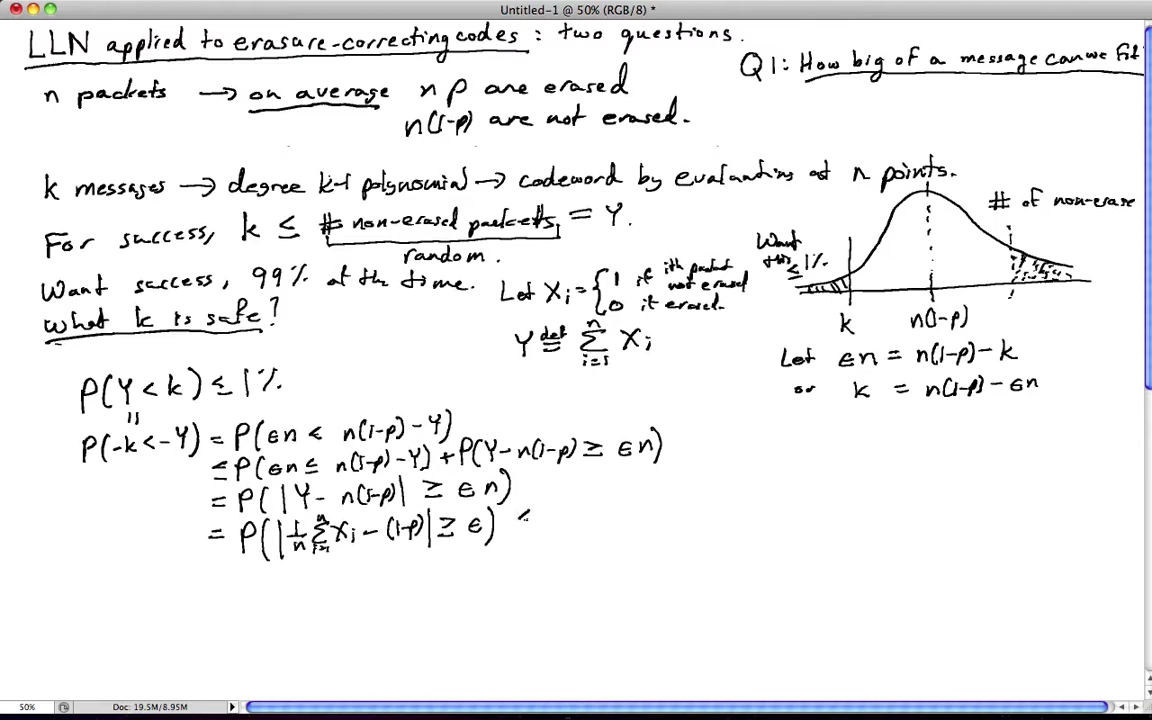 Untitled-1 @ 50% (RGB/8) *
LLN applied to erasure-correcting codes : two questions.
Q1: How big of a message can we fit
n packets → on average n p are erased
n(1-p) are not erased.
k messages → degree k-1 polynomial → codeword by evaluating at n points.
For success, k ≤ # non-erased packets = Y.
random.
Want success, 99% of the time.
What k is safe?
Let Xi = { 1 if ith packet not erased
0 if erased.
Y def= Σ i=1 n Xi
# of non-erase
Want this ≤ 1%
k n(1-p)
Let εn = n(1-p) - k
or k = n(1-p) - εn
P(Y < k) ≤ 1%
||
P(-k < -Y) = P(εn < n(1-p) - Y)
≤ P(εn ≤ n(1-p) - Y) + P(Y - n(1-p) ≥ εn)
= P(|Y - n(1-p)| ≥ εn)
= P(|1/n Σ i=1 n Xi - (1-p)| ≥ ε)
50% Doc: 19.5M/8.95M